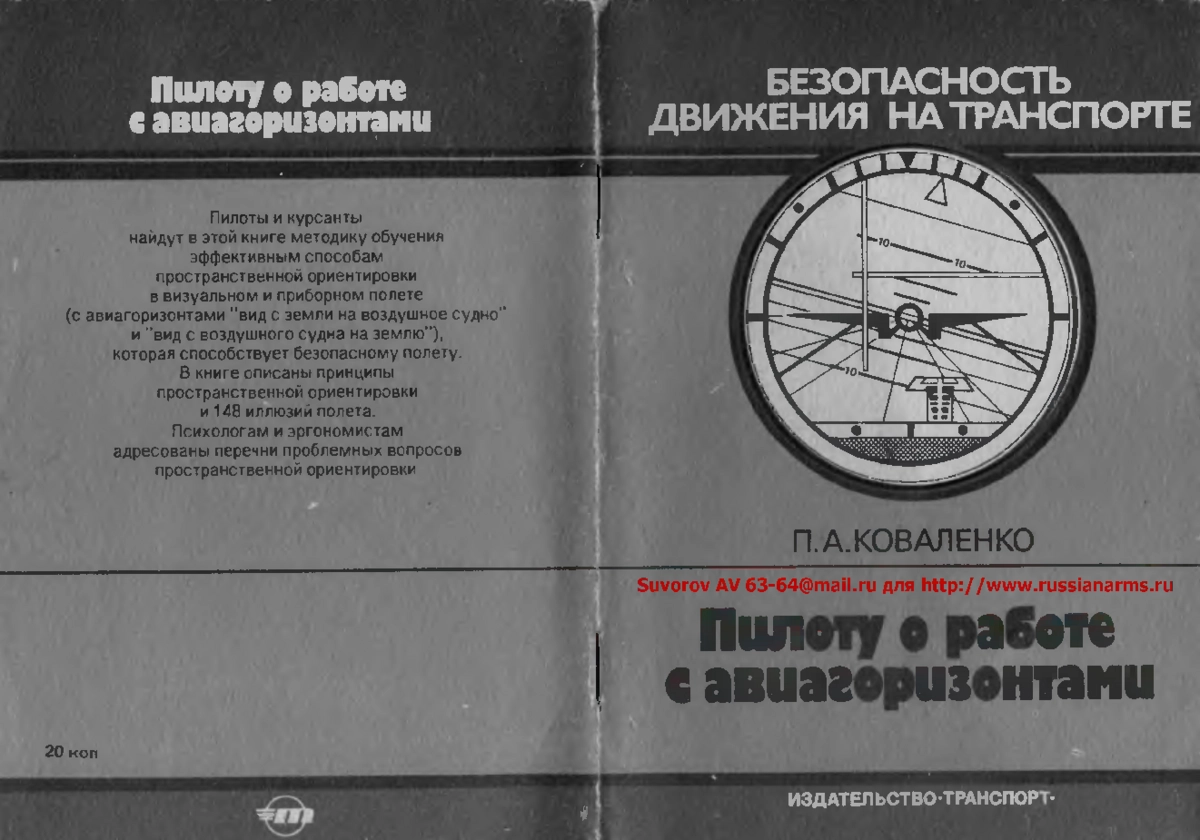 Пилоту о работе
с авиагоризонтами
Пилоты и курсанты
найдут в этой книге методику обучения
эффективным способам
пространственной ориентировки
в визуальном и приборном полете
(с авиагоризонтами "вид с земли на воздушное судно"
и "вид с воздушного судна на землю"),
которая способствует безопасному полету.
В книге описаны принципы
пространственной ориентировки
и 148 иллюзий полета.
Психологам и эргономистам
адресованы перечни проблемных вопросов
пространственной ориентировки
20 коп
БЕЗОПАСНОСТЬ
ДВИЖЕНИЯ НА ТРАНСПОРТЕ
10
10
10
П.А.КОВАЛЕНКО
Suvorov AV 63-64@mail.ru для http://www.russianarms.ru
Пилоту о работе
с авиагоризонтами
ИЗДАТЕЛЬСТВО·ТРАНСПОРТ·